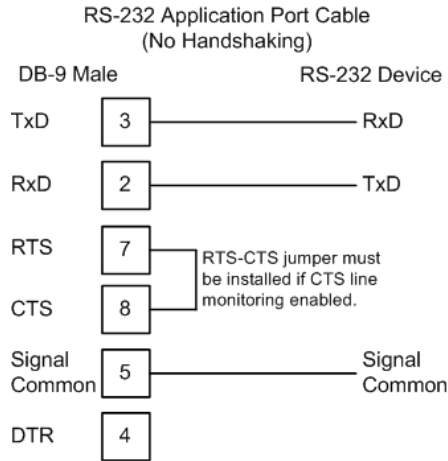 RS-232 Application Port Cable
(No Handshaking)
DB-9 Male
RS-232 Device
TxD
3
RxD
RxD
2
TxD
RTS
7
RTS-CTS jumper must
be installed if CTS line
monitoring enabled.
CTS
8
Signal
Common
5
Signal
Common
DTR
4